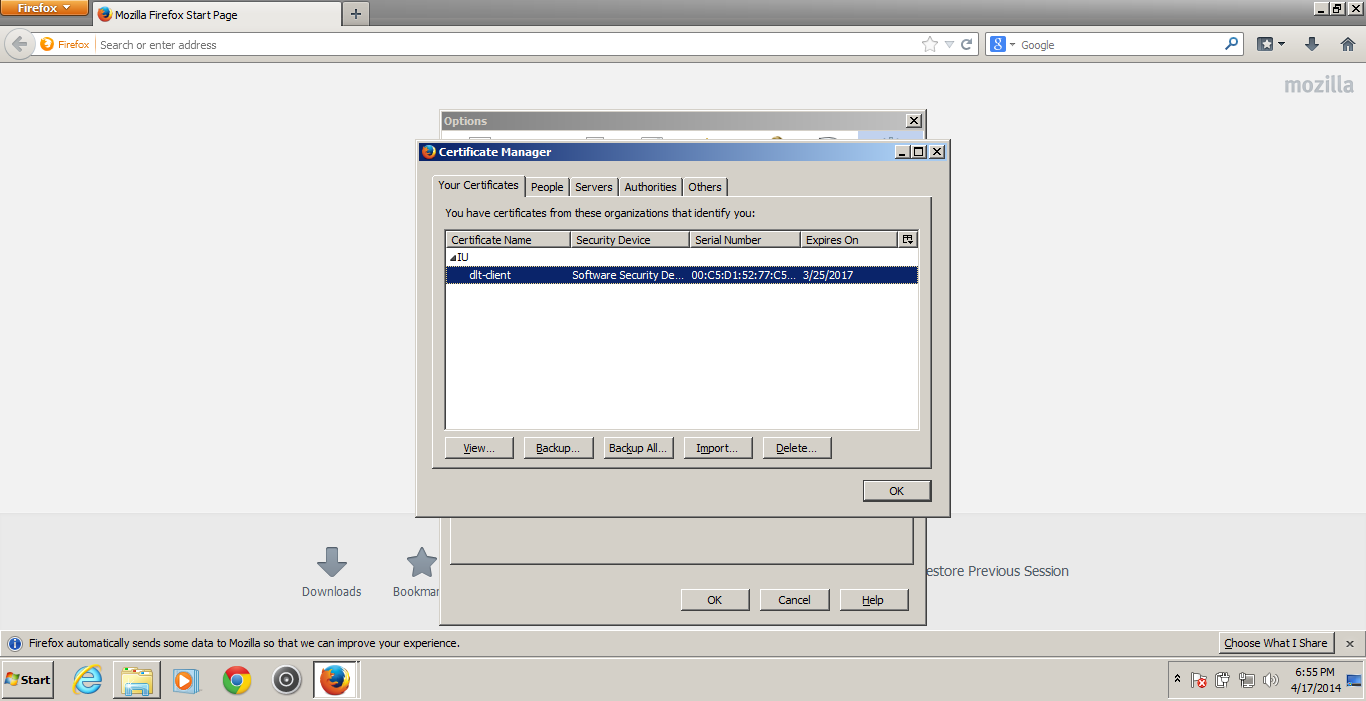 Firefox
Mozilla Firefox Start Page
Firefox
Search or enter address
Google
mozilla
Options
Certificate Manager
Your Certificates
People
Servers
Authorities
Others
You have certificates from these organizations that identify you:
Certificate Name
Security Device
Serial Number
Expires On
IU
dlt-client
Software Security De...
00:C5:D1:52:77:C5...
3/25/2017
View...
Backup...
Backup All...
Import...
Delete...
OK
Downloads
Bookmar
estore Previous Session
OK
Cancel
Help
Firefox automatically sends some data to Mozilla so that we can improve your experience.
Choose What I Share
Start
6:55 PM
4/17/2014